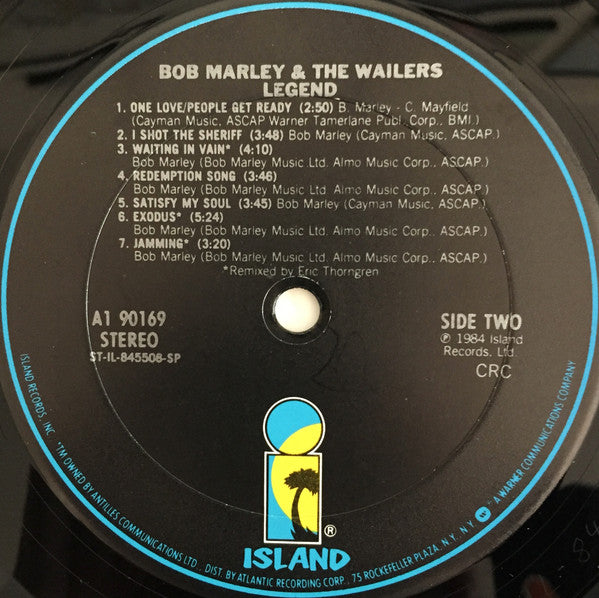 BOB MARLEY & THE WAILERS
LEGEND
1. ONE LOVE/PEOPLE GET READY (2:50) B. Marley - C. Mayfield
(Cayman Music, ASCAP Warner Tamerlane Publ. Corp., BMI.)
2. I SHOT THE SHERIFF (3:48) Bob Marley (Cayman Music, ASCAP.)
3. WAITING IN VAIN* (4:10)
Bob Marley (Bob Marley Music Ltd. Almo Music Corp., ASCAP.)
4. REDEMPTION SONG (3:46)
Bob Marley (Bob Marley Music Ltd. Almo Music Corp., ASCAP.)
5. SATISFY MY SOUL (3:45) Bob Marley (Cayman Music, ASCAP.)
6. EXODUS* (5:24)
Bob Marley (Bob Marley Music Ltd. Almo Music Corp., ASCAP.)
7. JAMMING* (3:20)
Bob Marley (Bob Marley Music Ltd. Almo Music Corp., ASCAP.)
*Remixed by Eric Thorngren
A1 90169
STEREO
ST-IL-845508-SP
SIDE TWO
℗ 1984 Island
Records, Ltd.
CRC
i
®
ISLAND
ISLAND RECORDS, INC. *TM OWNED BY ANTILLES COMMUNICATIONS LTD., DIST. BY ATLANTIC RECORDING CORP., 75 ROCKEFELLER PLAZA, N.Y., N.Y. A WARNER COMMUNICATIONS COMPANY